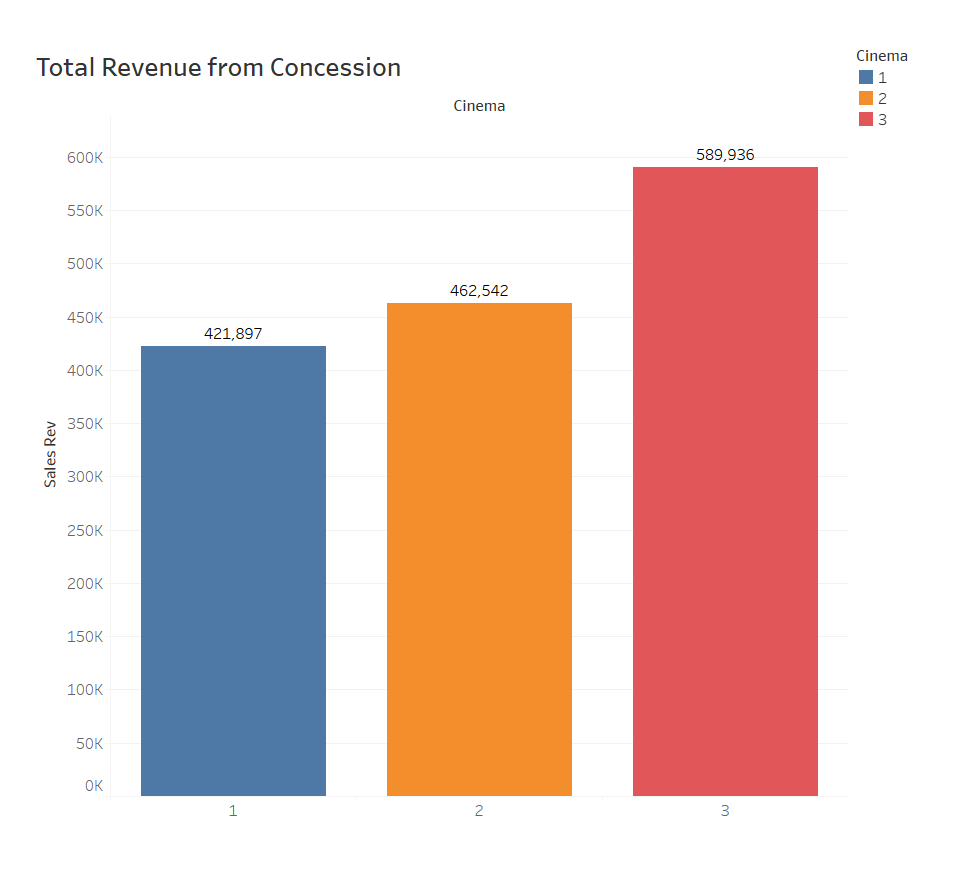 Total Revenue from Concession
Cinema
1
2
3
Cinema
600K
550K
500K
450K
400K
350K
300K
250K
200K
150K
100K
50K
0K
Sales Rev
421,897
462,542
589,936
1
2
3